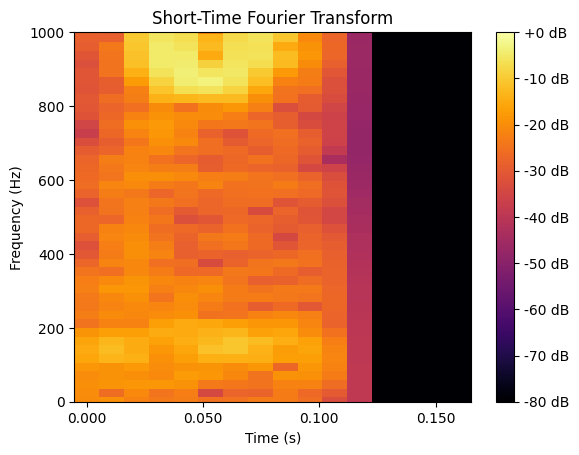 Short-Time Fourier Transform
1000
800
600
400
200
0
Frequency (Hz)
0.000
0.050
0.100
0.150
Time (s)
+0 dB
-10 dB
-20 dB
-30 dB
-40 dB
-50 dB
-60 dB
-70 dB
-80 dB